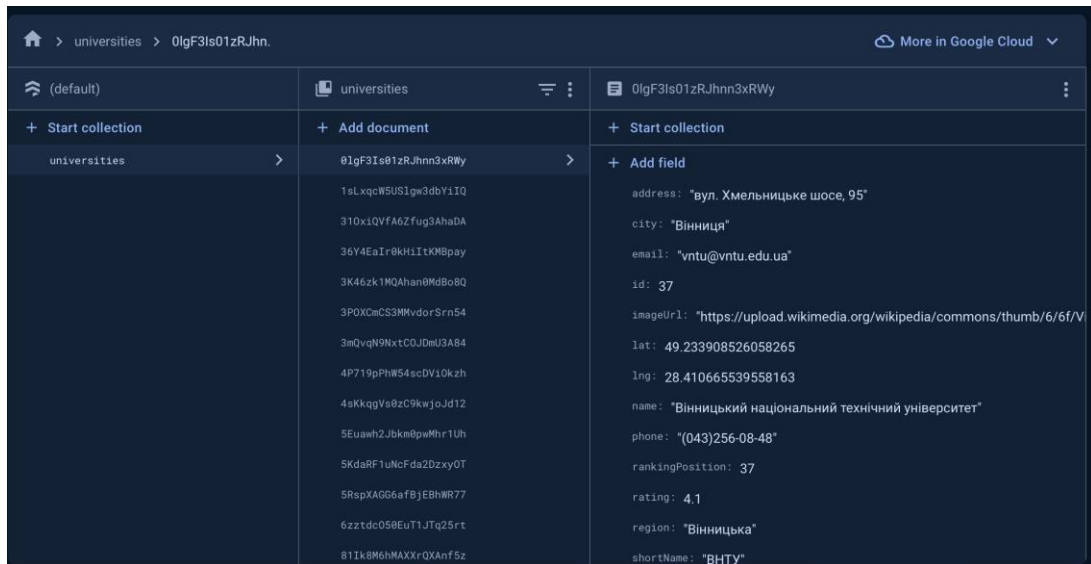 universities > 0lgF3Is01zRJhn.
More in Google Cloud
(default)
universities
0lgF3Is01zRJhnn3xRWy
+ Start collection
+ Add document
+ Start collection
universities
0lgF3Is01zRJhnn3xRWy
1sLxqcW5USlgw3dbYiIQ
31OxiQVfA6Zfug3AhaDA
36Y4EaIr0kHiItKMBpay
3K46zk1MQAhan0MdBo8Q
3POXCmCS3MMvdorSrn54
3mQvqN9NxtCOJDmU3A84
4P719pPhW54scDViOkzh
4sKkqgVs0zC9kwjoJd12
5Euawh2Jbkm0pwMhr1Uh
5KdaRF1uNcFda2DzxyOT
5RspXAGG6afBjEBhWR77
6zztdcO50EuT1JTq25rt
81Ik8M6hMAXXrQXAnf5z
+ Add field
address: "вул. Хмельницьке шосе, 95"
city: "Вінниця"
email: "vntu@vntu.edu.ua"
id: 37
imageUrl: "https://upload.wikimedia.org/wikipedia/commons/thumb/6/6f/V
lat: 49.233908526058265
lng: 28.410665539558163
name: "Вінницький національний технічний університет"
phone: "(043)256-08-48"
rankingPosition: 37
rating: 4.1
region: "Вінницька"
shortName: "ВНТУ"